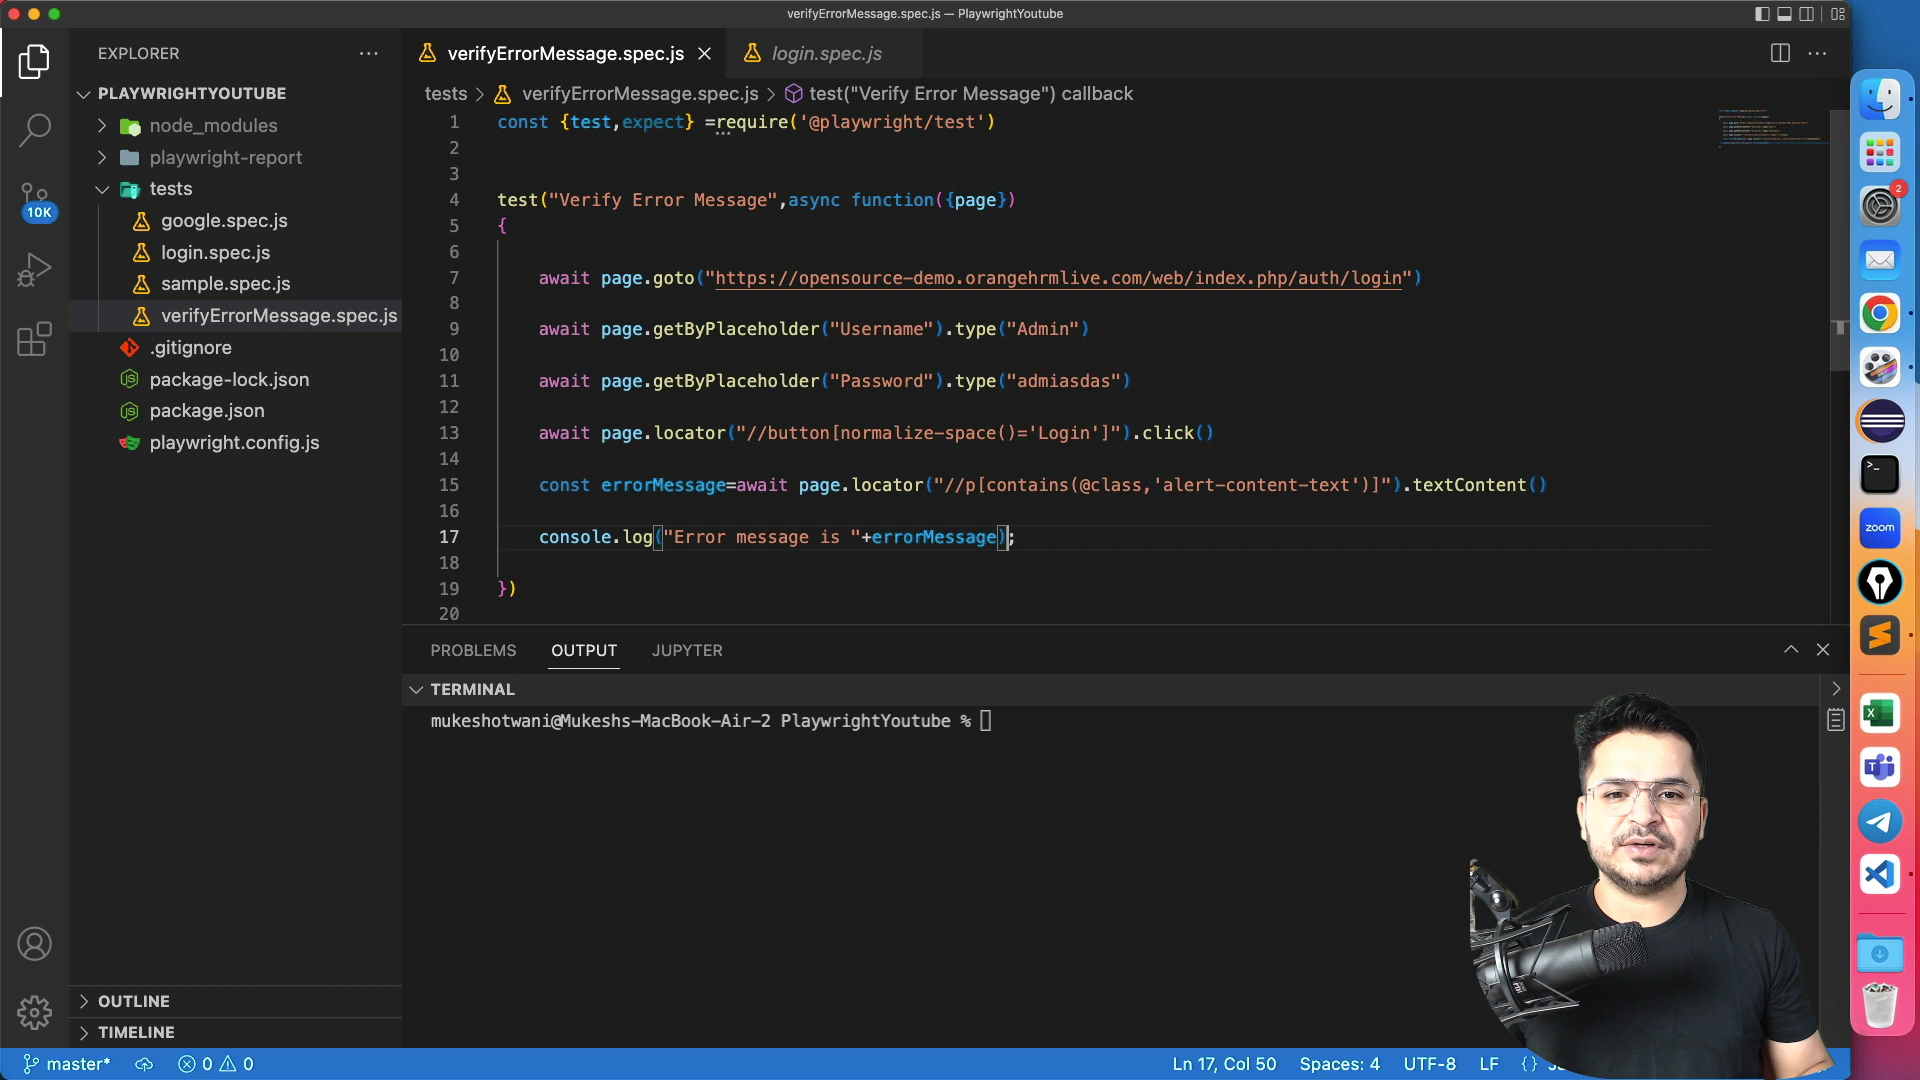 verifyErrorMessage.spec.js — PlaywrightYoutube
EXPLORER
verifyErrorMessage.spec.js
login.spec.js
PLAYWRIGHTYOUTUBE
tests > verifyErrorMessage.spec.js > test("Verify Error Message") callback
node_modules
playwright-report
tests
google.spec.js
login.spec.js
sample.spec.js
verifyErrorMessage.spec.js
.gitignore
package-lock.json
package.json
playwright.config.js
10K
1 const {test,expect} =require('@playwright/test')
2
3
4 test("Verify Error Message",async function({page})
5 {
6
7 await page.goto("https://opensource-demo.orangehrmlive.com/web/index.php/auth/login")
8
9 await page.getByPlaceholder("Username").type("Admin")
10
11 await page.getByPlaceholder("Password").type("admiasdas")
12
13 await page.locator("//button[normalize-space()='Login']").click()
14
15 const errorMessage=await page.locator("//p[contains(@class,'alert-content-text')]").textContent()
16
17 console.log("Error message is "+errorMessage);
18
19 })
20
PROBLEMS OUTPUT JUPYTER
TERMINAL
mukeshotwani@Mukeshs-MacBook-Air-2 PlaywrightYoutube %
OUTLINE
TIMELINE
master* 0 0
Ln 17, Col 50 Spaces: 4 UTF-8 LF {}
2
zoom